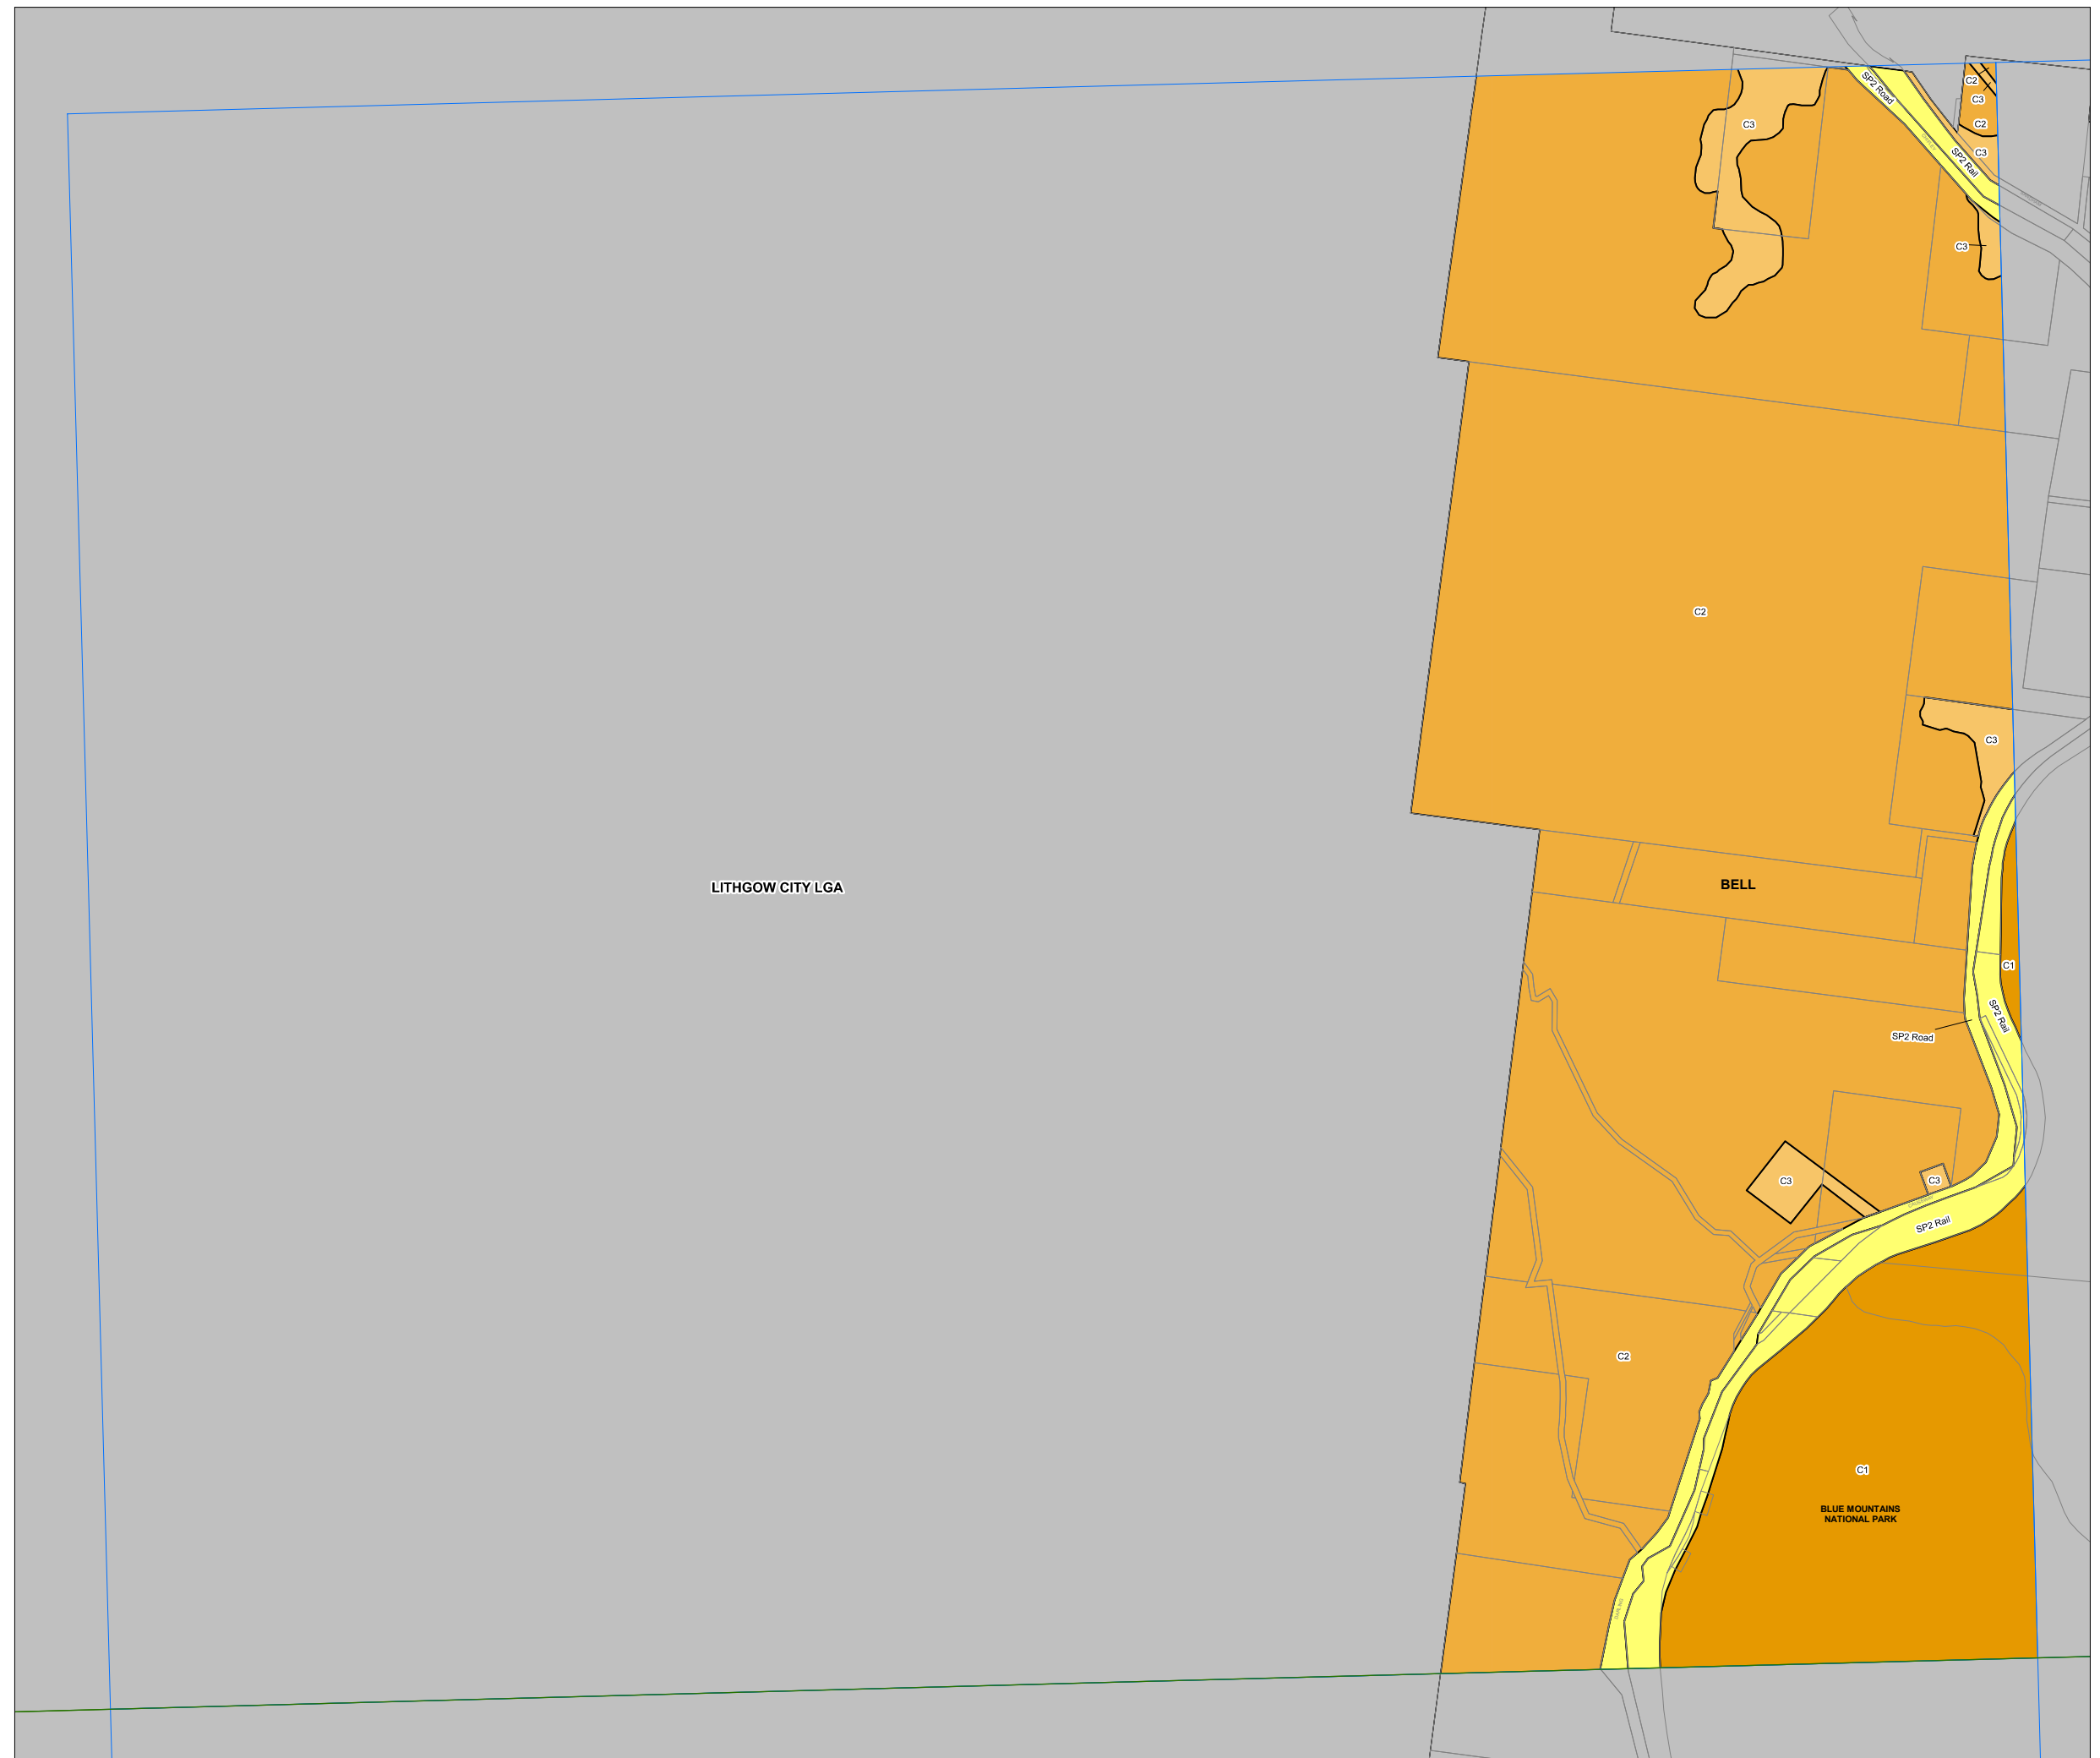 SP2 Road
C2
C3
C3
C2
SP2 Rail
C3
C3
C2
C3
LITHGOW CITY LGA
BELL
C1
SP2 Rail
SP2 Road
C3
C3
SP2 Rail
C2
C1
BLUE MOUNTAINS
NATIONAL PARK